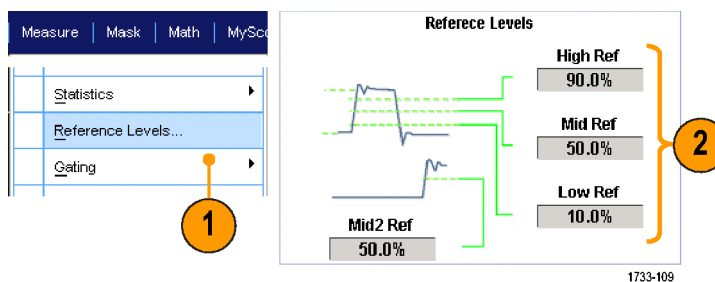 Measure | Mask | Math | MySco
Statistics
Reference Levels...
Gating
1
Referece Levels
High Ref
90.0%
Mid Ref
50.0%
Low Ref
10.0%
2
Mid2 Ref
50.0%
1733-109